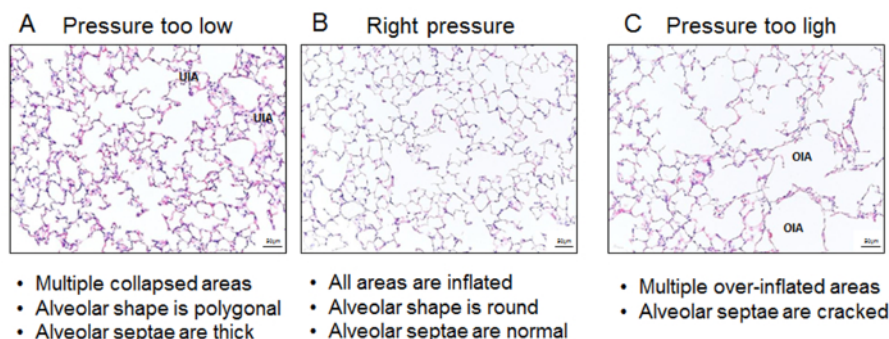 A Pressure too low
B Right pressure
C Pressure too ligh
UIA
UIA
OIA
OIA
50μm
• Multiple collapsed areas
• Alveolar shape is polygonal
• Alveolar septae are thick
• All areas are inflated
• Alveolar shape is round
• Alveolar septae are normal
• Multiple over-inflated areas
• Alveolar septae are cracked